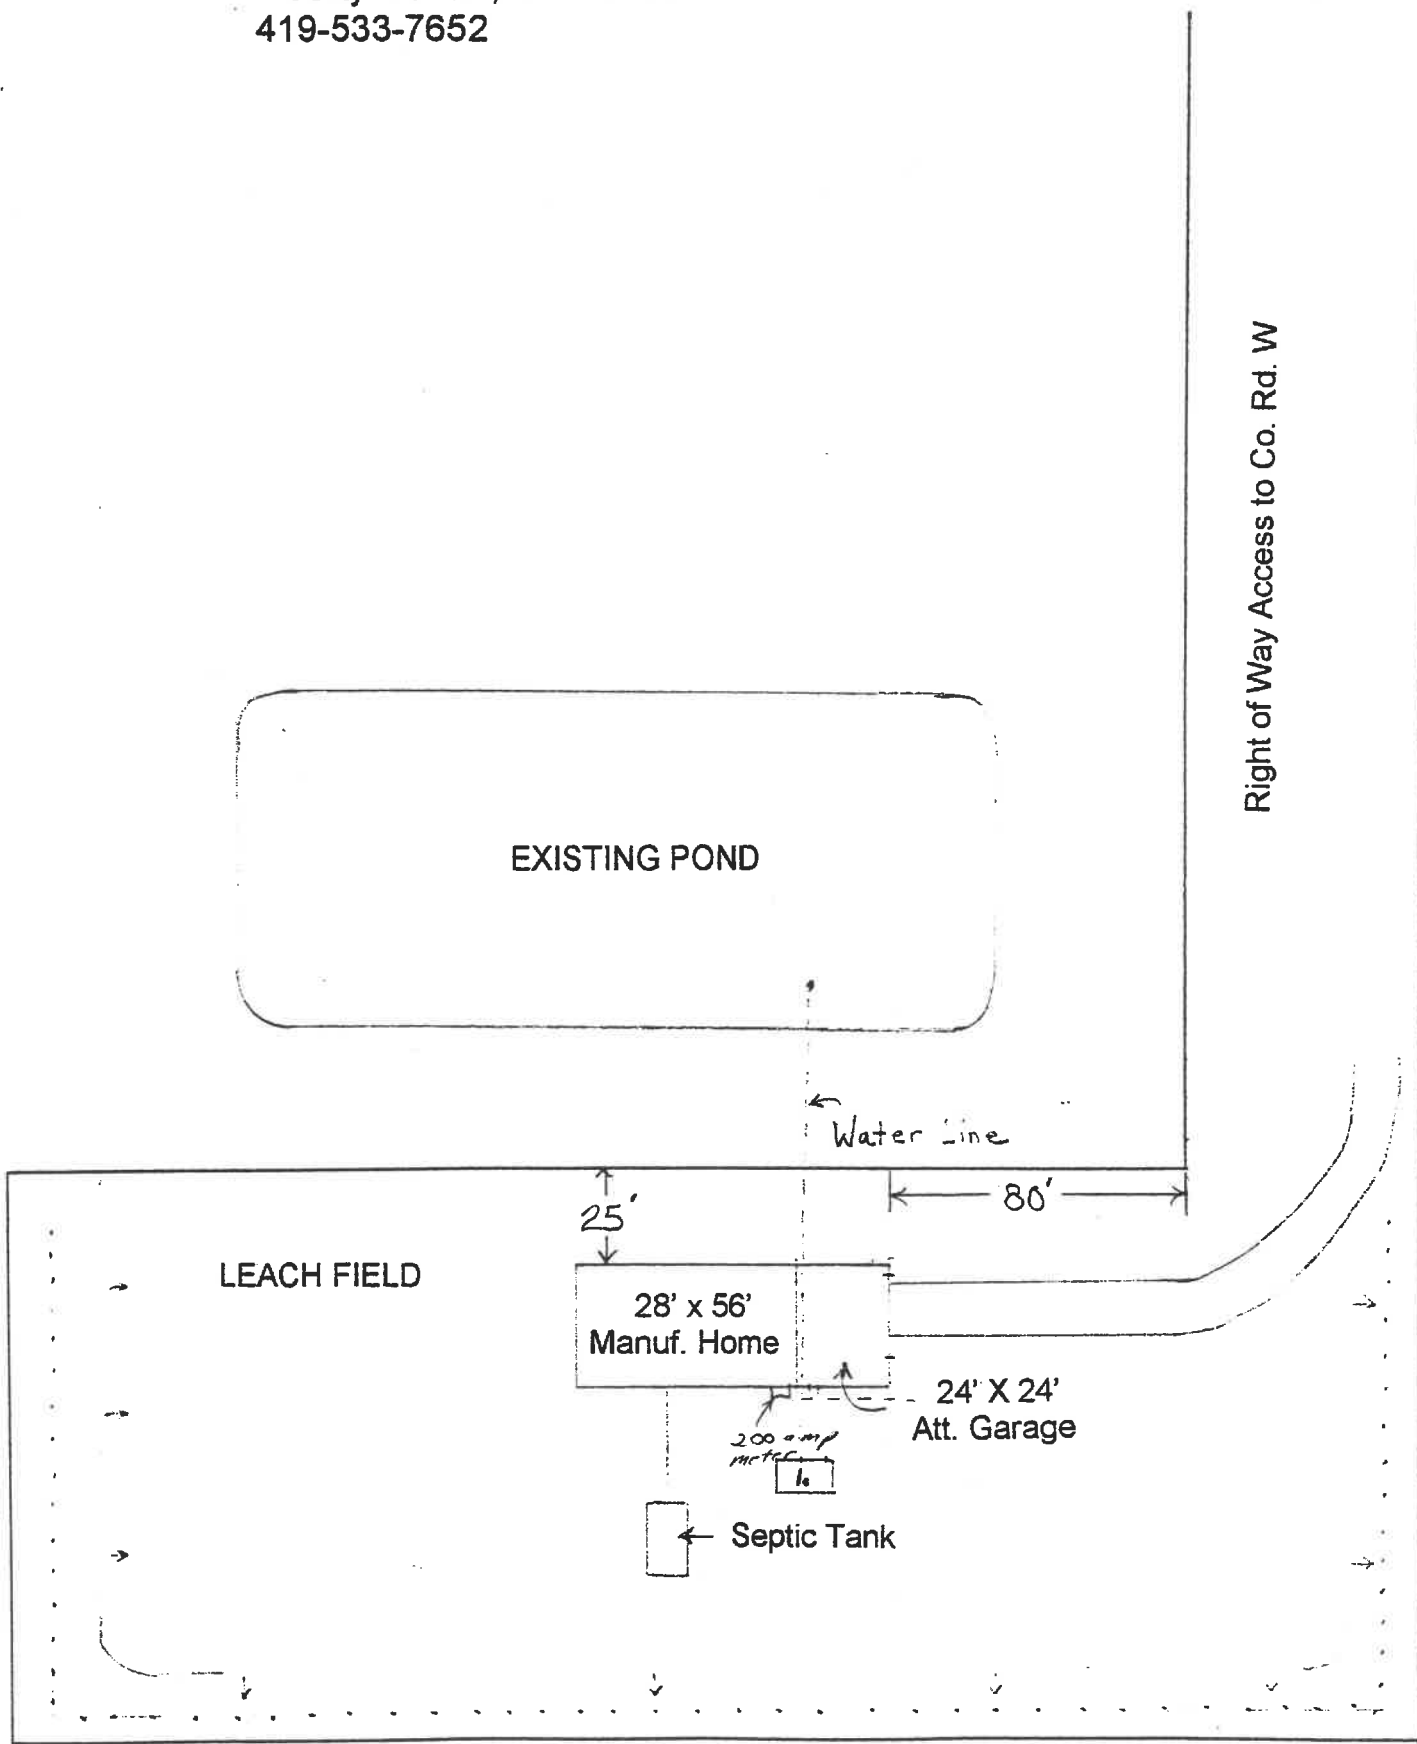 419-533-7652
Right of Way Access to Co. Rd. W
EXISTING POND
Water Line
25'
80'
LEACH FIELD
28' x 56'
Manuf. Home
24' X 24'
Att. Garage
200 amp
meter
Septic Tank